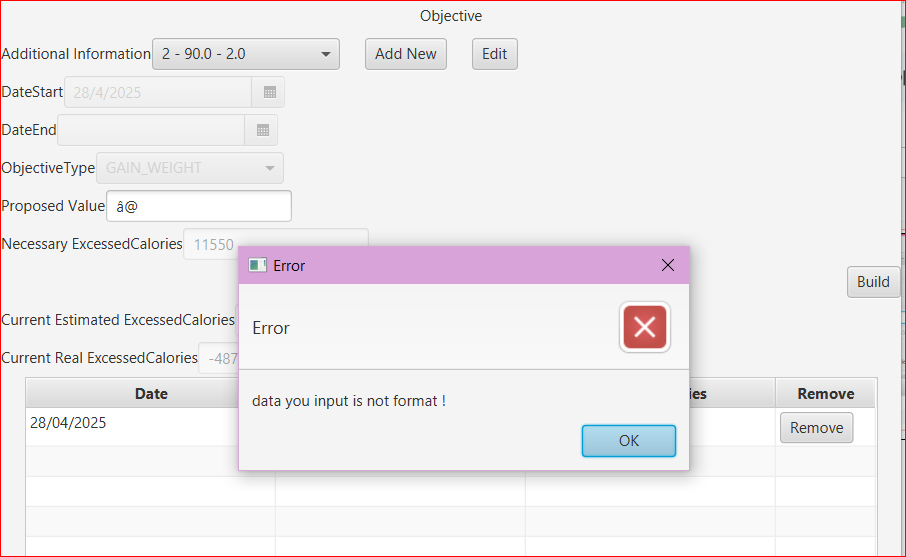 Objective
Additional Information 2 - 90.0 - 2.0 Add New Edit
DateStart 28/4/2025
DateEnd
ObjectiveType GAIN_WEIGHT
Proposed Value â@
Necessary ExcessedCalories 11550
Build
Current Estimated ExcessedCalories
Current Real ExcessedCalories -487
Date ies Remove
28/04/2025 Remove
Error
Error
data you input is not format !
OK